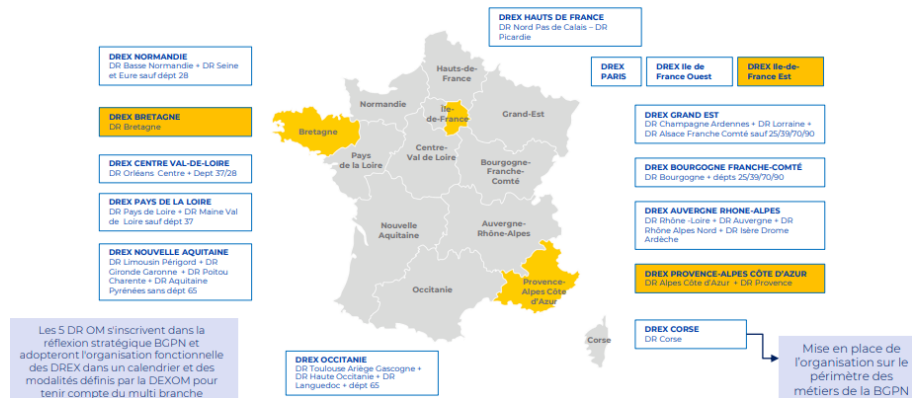 DREX HAUTS DE FRANCE
DR Nord Pas de Calais – DR
Picardie
DREX NORMANDIE
DR Basse Normandie + DR Seine
et Eure sauf dépt 28
DREX
PARIS
DREX Ile de
France Ouest
DREX Ile-de-
France Est
DREX BRETAGNE
DR Bretagne
DREX CENTRE VAL-DE-LOIRE
DR Orléans Centre + Dept 37/28
DREX PAYS DE LA LOIRE
DR Pays de Loire + DR Maine Val
de Loire sauf dépt 37
DREX NOUVELLE AQUITAINE
DR Limousin Périgord + DR
Gironde Garonne + DR Poitou
Charente + DR Aquitaine
Pyrénées sans dépt 65
Les 5 DR OM s'inscrivent dans la
réflexion stratégique BGPN et
adopteront l'organisation fonctionnelle
des DREX dans un calendrier et des
modalités définis par la DEXOM pour
tenir compte du multi branche
Hauts-de-
France
Normandie
Île-
de-France
Grand-Est
Bretagne
Pays
de la Loire
Centre-
Val de Loire
Bourgogne-
Franche-
Comté
Nouvelle
Aquitaine
Auvergne-
Rhône-Alpes
Occitanie
Provence-
Alpes Côte
d'Azur
Corse
DREX OCCITANIE
DR Toulouse Ariège Gascogne +
DR Haute Occitanie + DR
Languedoc + dépt 65
DREX GRAND EST
DR Champagne Ardennes + DR Lorraine +
DR Alsace Franche Comté sauf 25/39/70/90
DREX BOURGOGNE FRANCHE-COMTÉ
DR Bourgogne + dépts 25/39/70/90
DREX AUVERGNE RHONE-ALPES
DR Rhône -Loire + DR Auvergne + DR
Rhône Alpes Nord + DR Isère Drome
Ardèche
DREX PROVENCE-ALPES CÔTE D'AZUR
DR Alpes Côte d'Azur + DR Provence
DREX CORSE
DR Corse
Mise en place de
l'organisation sur le
périmètre des
métiers de la BGPN